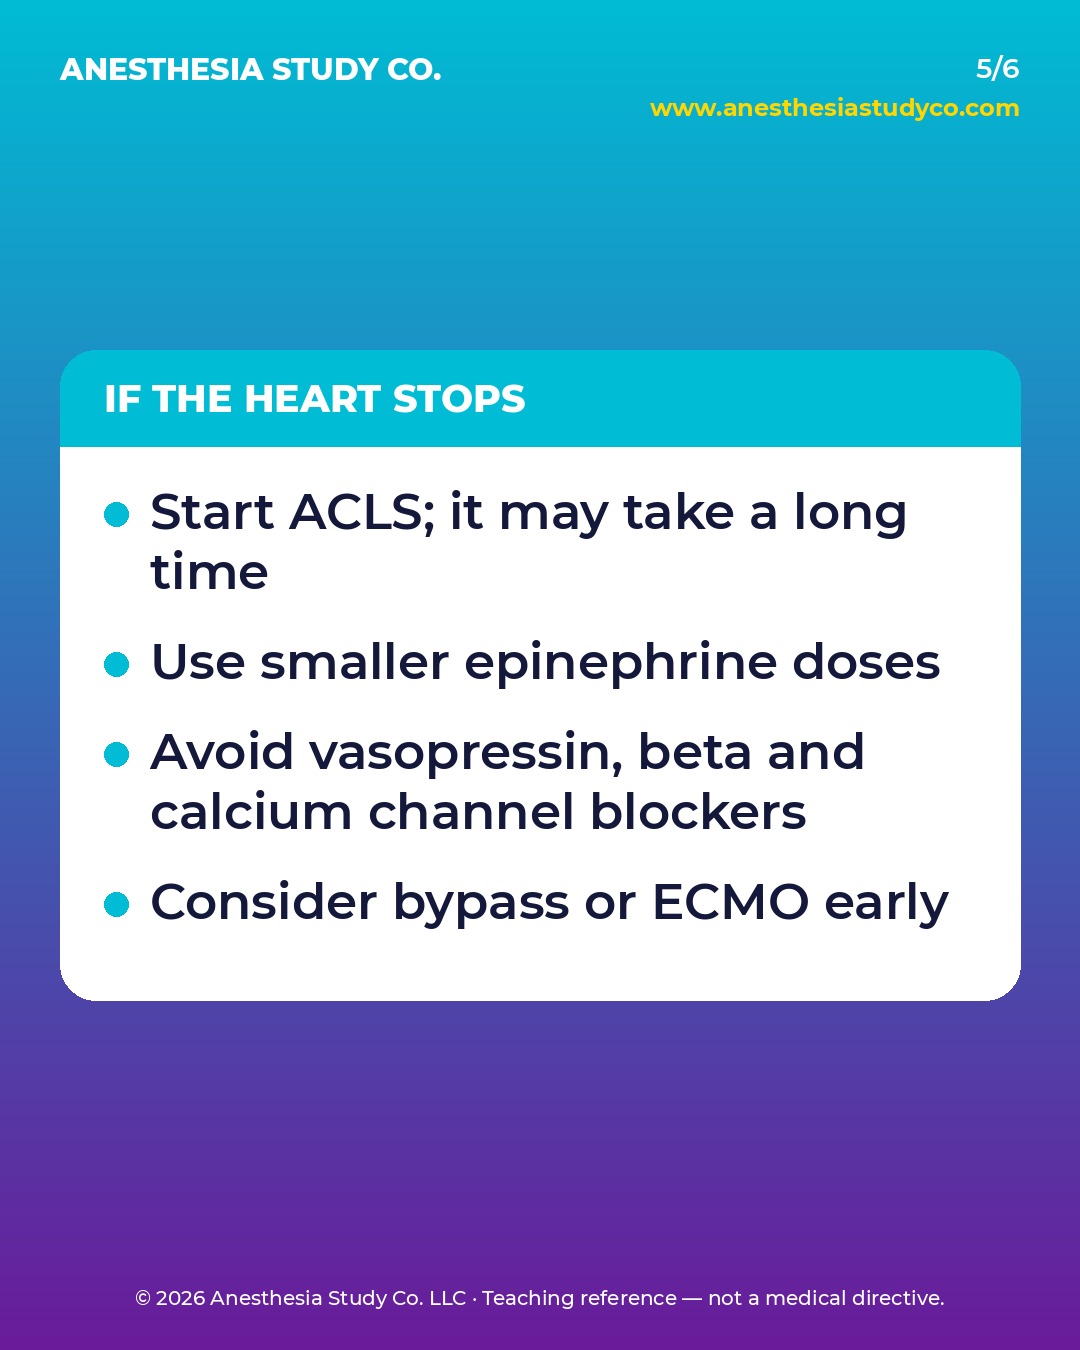 ANESTHESIA STUDY CO.
5/6
www.anesthesiastudyco.com
IF THE HEART STOPS
Start ACLS; it may take a long
time
Use smaller epinephrine doses
Avoid vasopressin, beta and
calcium channel blockers
Consider bypass or ECMO early
© 2026 Anesthesia Study Co. LLC · Teaching reference — not a medical directive.